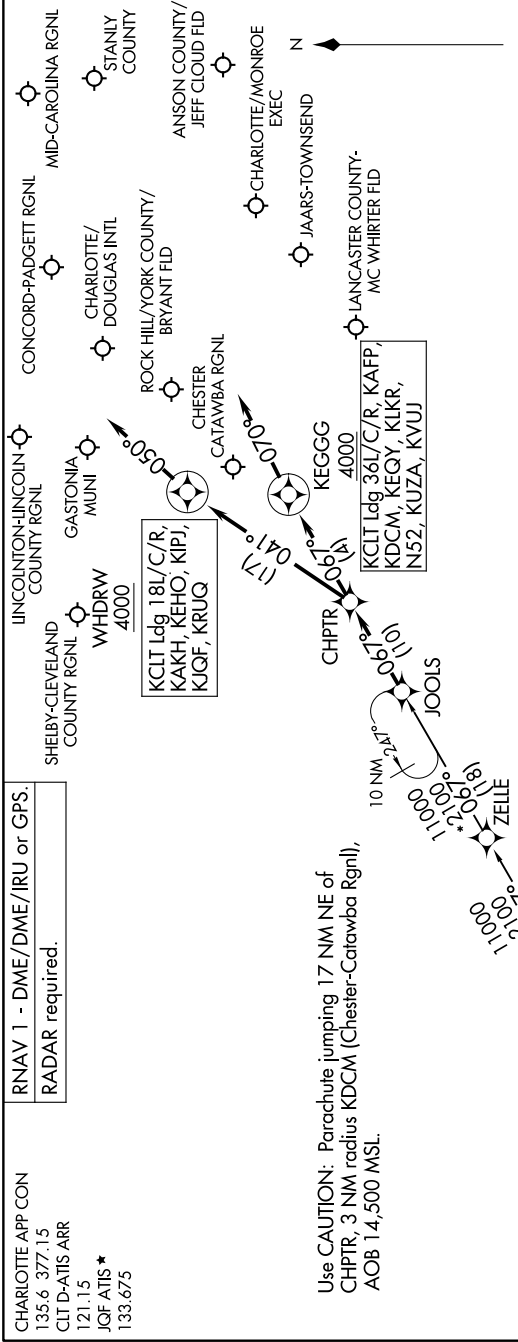 CHARLOTTE APP CON
135.6 377.15
CLT D-ATIS ARR
121.15
JQF ATIS ★
133.675
RNAV 1 - DME/DME/IRU or GPS.
RADAR required.
LINCOLNTON-LINCOLN
COUNTY RGNL
SHELBY-CLEVELAND
COUNTY RGNL
GASTONIA
MUNI
CONCORD-PADGETT RGNL
MID-CAROLINA RGNL
CHARLOTTE/
DOUGLAS INTL
STANLY
COUNTY
ROCK HILL/YORK COUNTY/
BRYANT FLD
ANSON COUNTY/
JEFF CLOUD FLD
CHESTER
CATAWBA RGNL
CHARLOTTE/MONROE
EXEC
JAARS-TOWNSEND
LANCASTER COUNTY-
MC WHIRTER FLD
N
WHDRW
4000
KCLT Ldg 18L/C/R,
KAKH, KEHO, KIPJ,
KJQF, KRUQ
050°
041°
(17)
070°
KEGGG
4000
KCLT Ldg 36L/C/R, KAFP,
KDCM, KEQY, KLKR,
N52, KUZA, KVUJ
067°
(4)
CHPTR
067°
(10)
JOOLS
10 NM
247°
11000
*2100
067°
(18)
ZELLE
11000
Use CAUTION: Parachute jumping 17 NM NE of
CHPTR, 3 NM radius KDCM (Chester-Catawba Rgnl),
AOB 14,500 MSL.